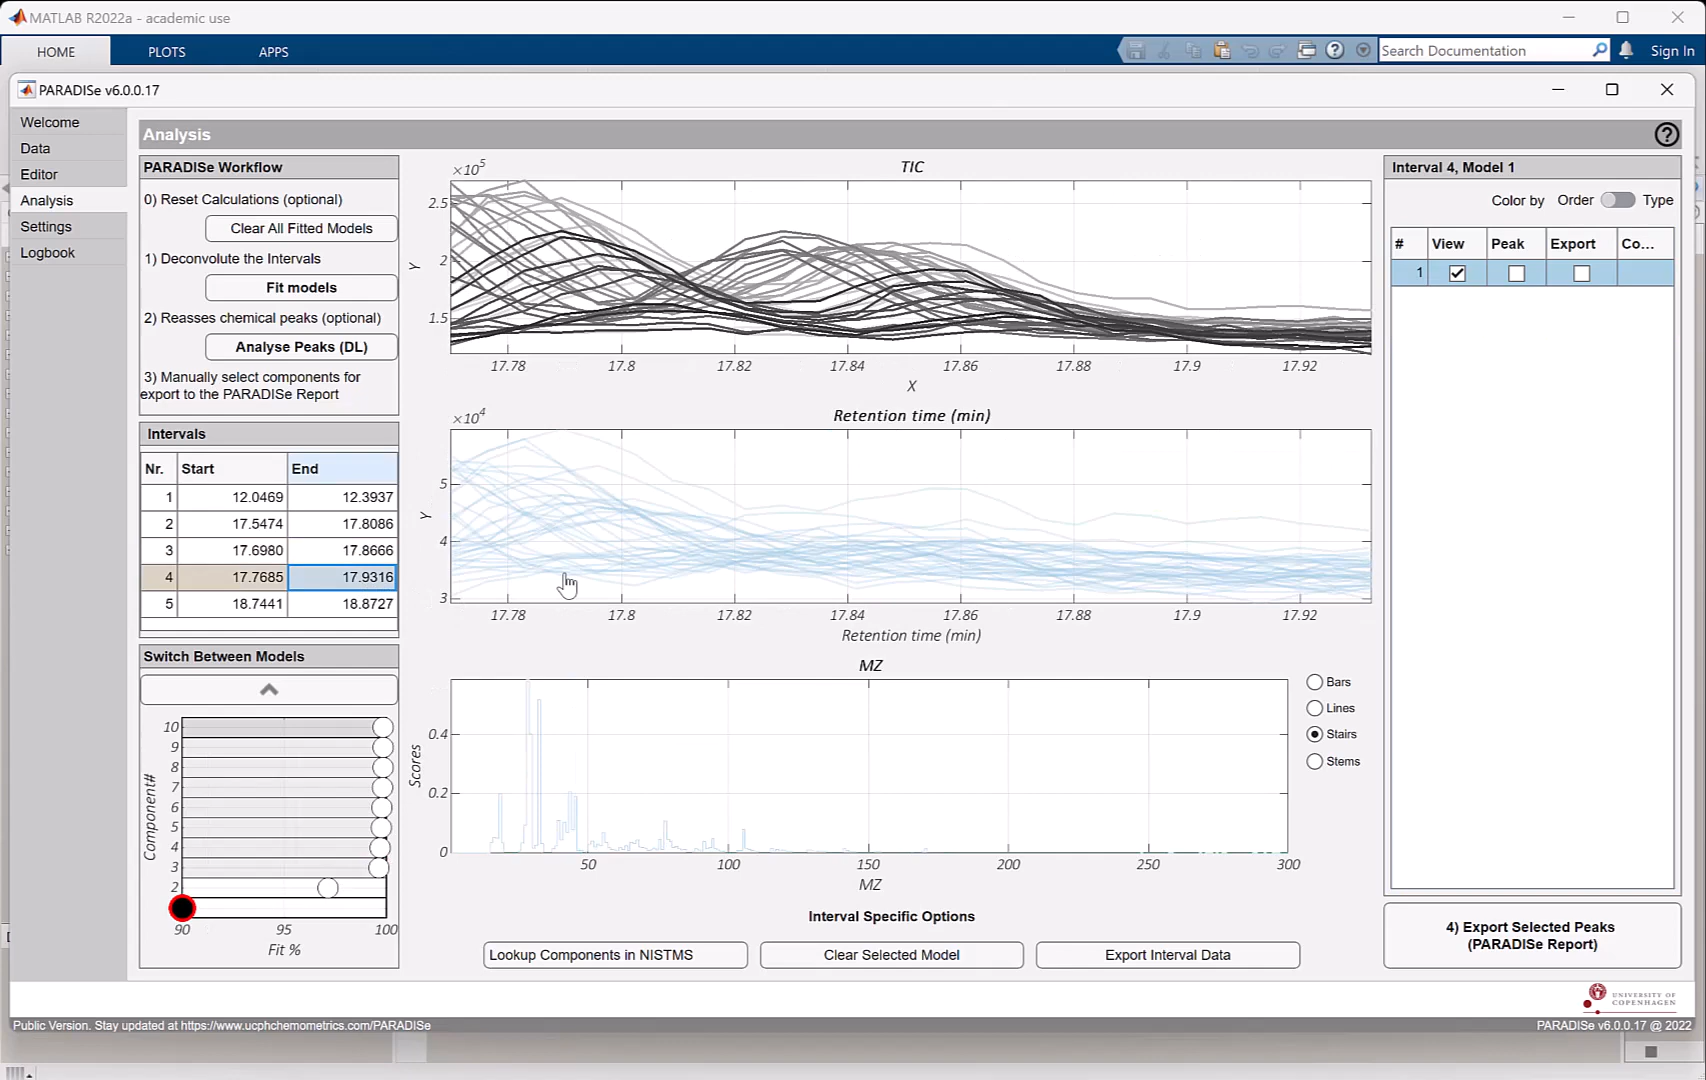 MATLAB R2022a - academic use
HOME PLOTS APPS
Search Documentation
Sign In
PARADISe v6.0.0.17
Welcome
Data
Editor
Analysis
Settings
Logbook
Analysis
PARADISe Workflow
0) Reset Calculations (optional)
Clear All Fitted Models
1) Deconvolute the Intervals
Fit models
2) Reasses chemical peaks (optional)
Analyse Peaks (DL)
3) Manually select components for
export to the PARADISe Report
Intervals
Nr. Start End
1 12.0469 12.3937
2 17.5474 17.8086
3 17.6980 17.8666
4 17.7685 17.9316
5 18.7441 18.8727
Switch Between Models
10
9
8
7
6
5
4
3
2
Component#
90 95 100
Fit %
×10⁵
TIC
2.5
2
1.5
Y
17.78 17.8 17.82 17.84 17.86 17.88 17.9 17.92
X
×10⁴
Retention time (min)
5
4
3
Y
17.78 17.8 17.82 17.84 17.86 17.88 17.9 17.92
Retention time (min)
MZ
0.4
0.2
0
Scores
50 100 150 200 250 300
MZ
Bars
Lines
Stairs
Stems
Interval Specific Options
Lookup Components in NISTMS
Clear Selected Model
Export Interval Data
Interval 4, Model 1
Color by Order Type
# View Peak Export Co...
1
4) Export Selected Peaks
(PARADISe Report)
UNIVERSITY OF
COPENHAGEN
Public Version. Stay updated at https://www.ucphchemometrics.com/PARADISe
PARADISe v6.0.0.17 @ 2022